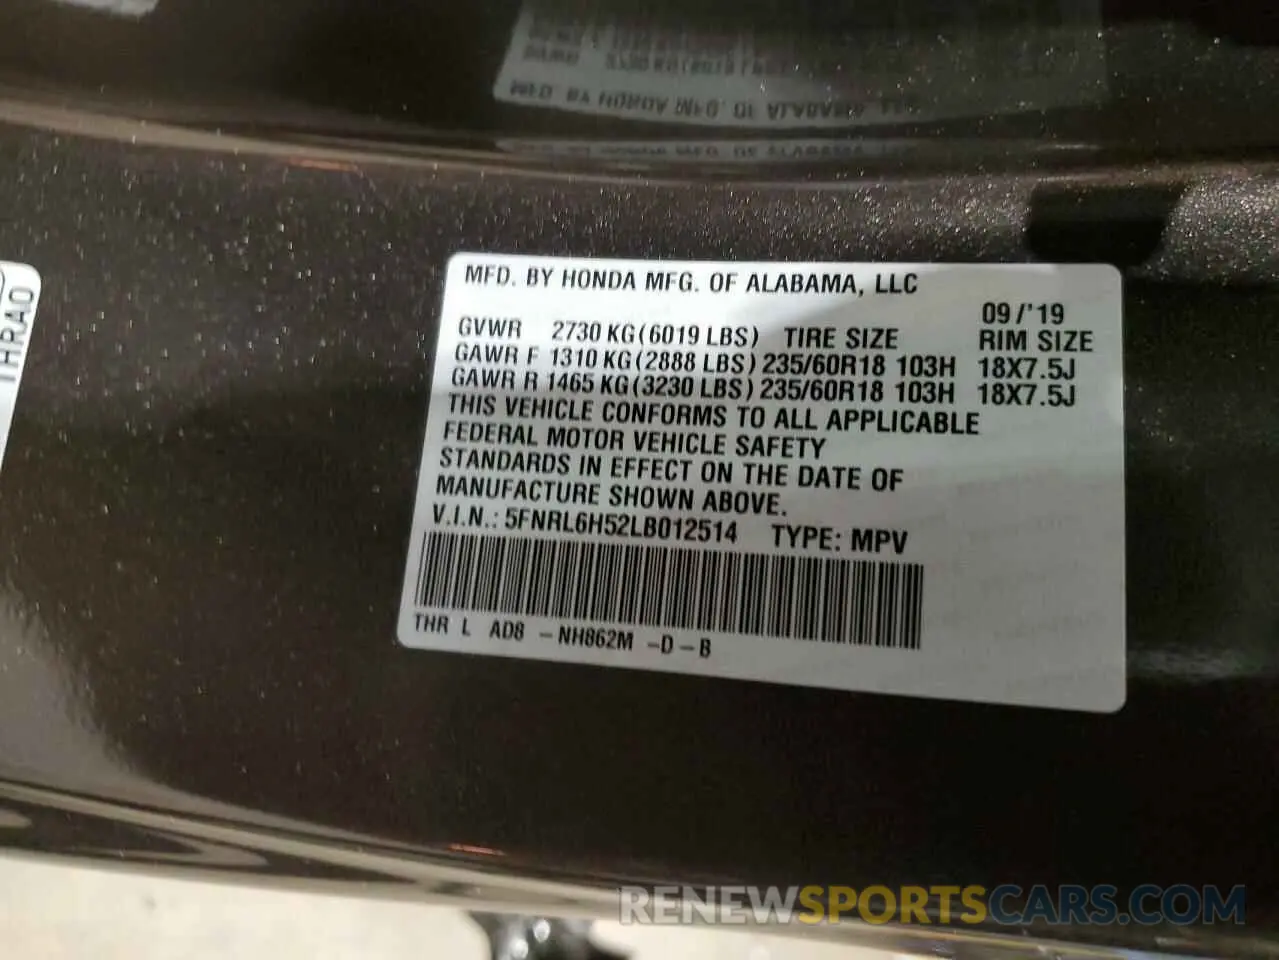 MFD. BY HONDA MFG. OF ALABAMA, LLC
09/'19
GVWR 2730 KG(6019 LBS) TIRE SIZE RIM SIZE
GAWR F 1310 KG(2888 LBS) 235/60R18 103H 18X7.5J
GAWR R 1465 KG(3230 LBS) 235/60R18 103H 18X7.5J
THIS VEHICLE CONFORMS TO ALL APPLICABLE
FEDERAL MOTOR VEHICLE SAFETY
STANDARDS IN EFFECT ON THE DATE OF
MANUFACTURE SHOWN ABOVE.
V.I.N.: 5FNRL6H52LB012514 TYPE: MPV
THR L AD8 -NH862M -D-B
THRA0
RENEWSPORTSCARS.COM